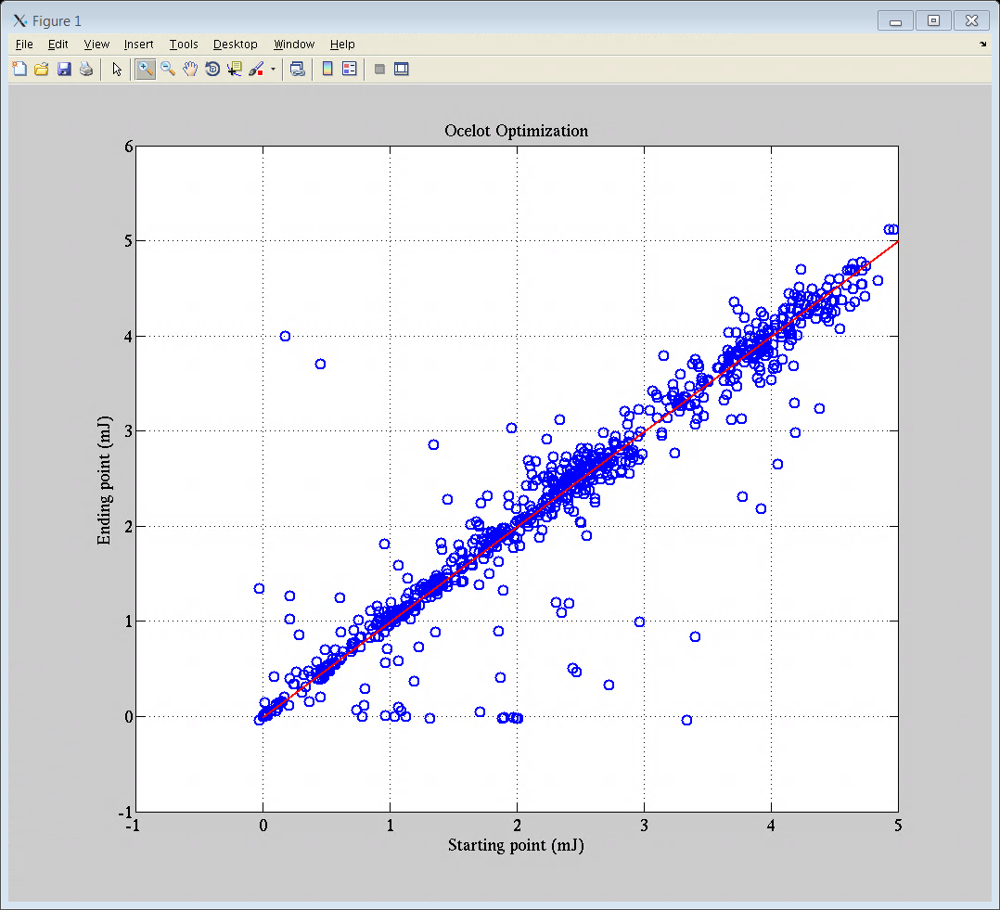 Figure 1
File Edit View Insert Tools Desktop Window Help
Ocelot Optimization
6
5
4
3
2
1
0
-1
Ending point (mJ)
-1 0 1 2 3 4 5
Starting point (mJ)